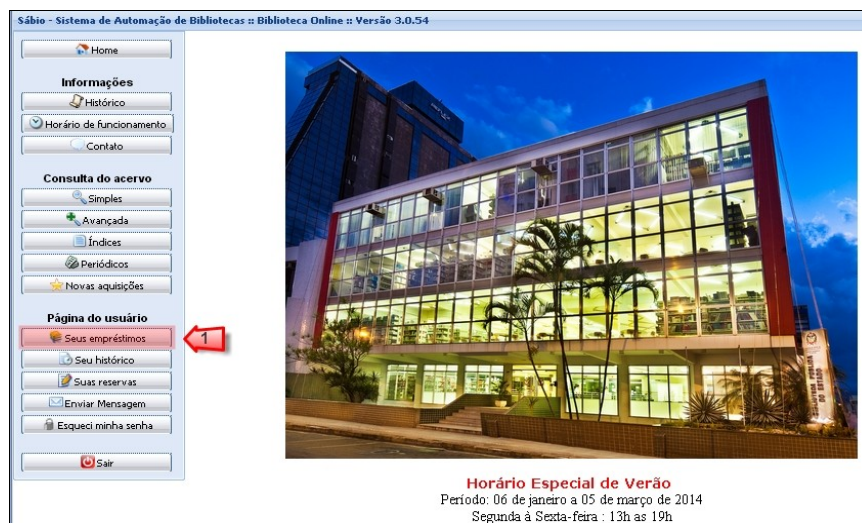 Sábio - Sistema de Automação de Bibliotecas :: Biblioteca Online :: Versão 3.0.54
Home
Informações
Histórico
Horário de funcionamento
Contato
Consulta do acervo
Simples
Avançada
Índices
Periódicos
Novas aquisições
Página do usuário
Seus empréstimos
1
Seu histórico
Suas reservas
Enviar Mensagem
Esqueci minha senha
Sair
Horário Especial de Verão
Período: 06 de janeiro a 05 de março de 2014
Segunda à Sexta-feira : 13h as 19h